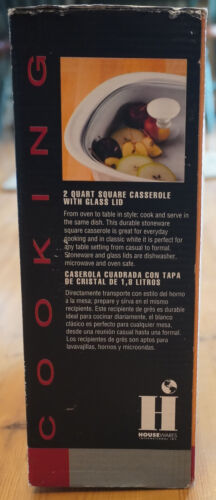 COOKING
2 QUART SQUARE CASSEROLE
WITH GLASS LID
From oven to table in style; cook and serve in
the same dish. This durable stoneware
square casserole is great for everyday
cooking and in classic white it is perfect for
any table setting from casual to formal.
Stoneware and glass lids are dishwasher,
microwave and oven safe.
CASEROLA CUADRADA CON TAPA
DE CRISTAL DE 1,8 LITROS
Directamente transporte con estilo del horno
a la mesa; prepare y sirva en el mismo
recipiente. Este recipiente de grés es durable
ideal para cocinar diariamente, el blanco
clásico es perfecto para cualquier mesa,
desde una reunión casual hasta una formal.
Los recipientes de grés son aptos para
lavavajillas, hornos y microondas.
H
HOUSEWARES
INTERNATIONAL INC